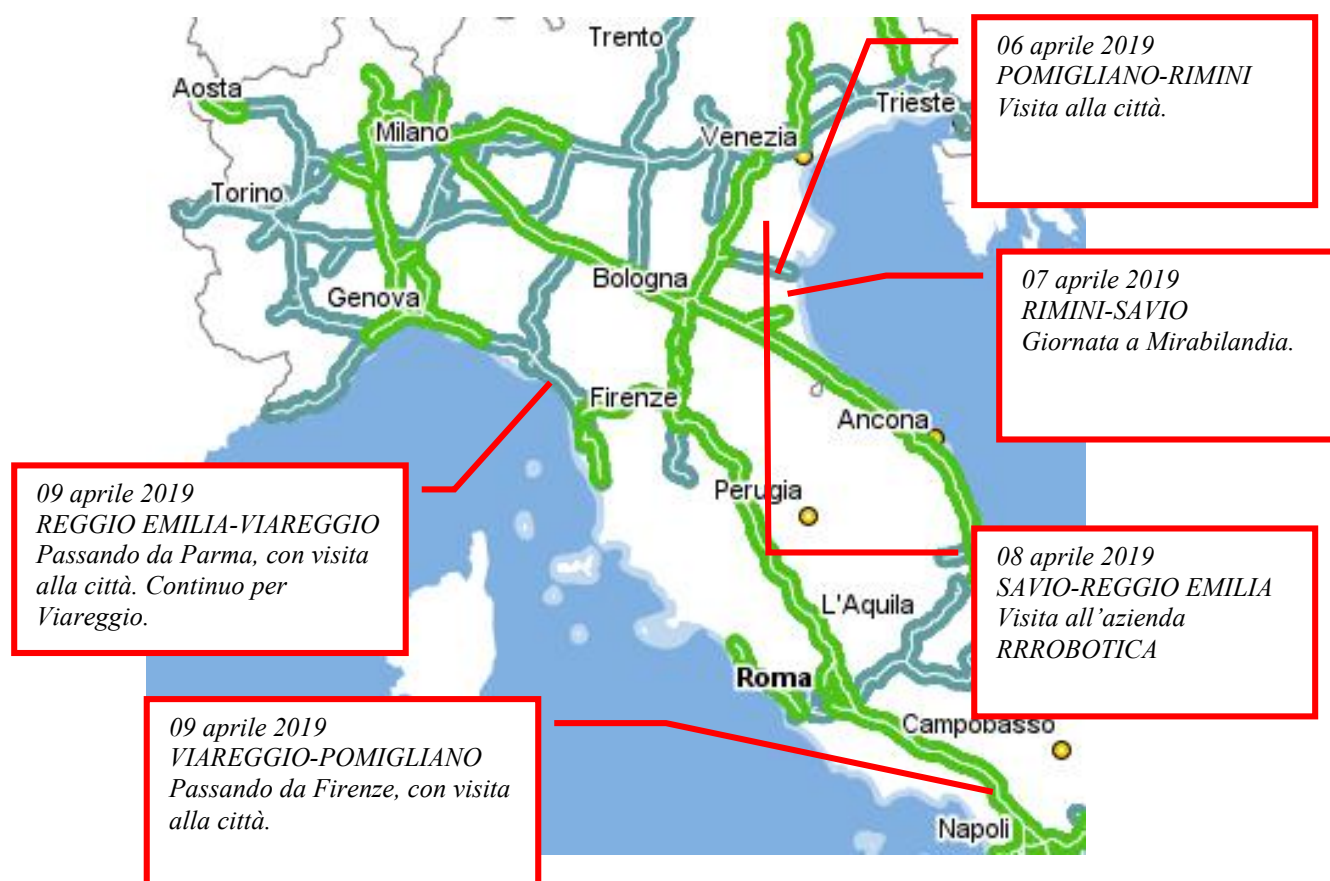 Trento
Aosta
Trieste
Milano
Venezia
Torino
Bologna
Genova
Firenze
Ancona
Perugia
L'Aquila
Roma
Campobasso
Napoli
06 aprile 2019
POMIGLIANO-RIMINI
Visita alla città.
07 aprile 2019
RIMINI-SAVIO
Giornata a Mirabilandia.
08 aprile 2019
SAVIO-REGGIO EMILIA
Visita all’azienda
RRROBOTICA
09 aprile 2019
REGGIO EMILIA-VIAREGGIO
Passando da Parma, con visita
alla città. Continuo per
Viareggio.
09 aprile 2019
VIAREGGIO-POMIGLIANO
Passando da Firenze, con visita
alla città.